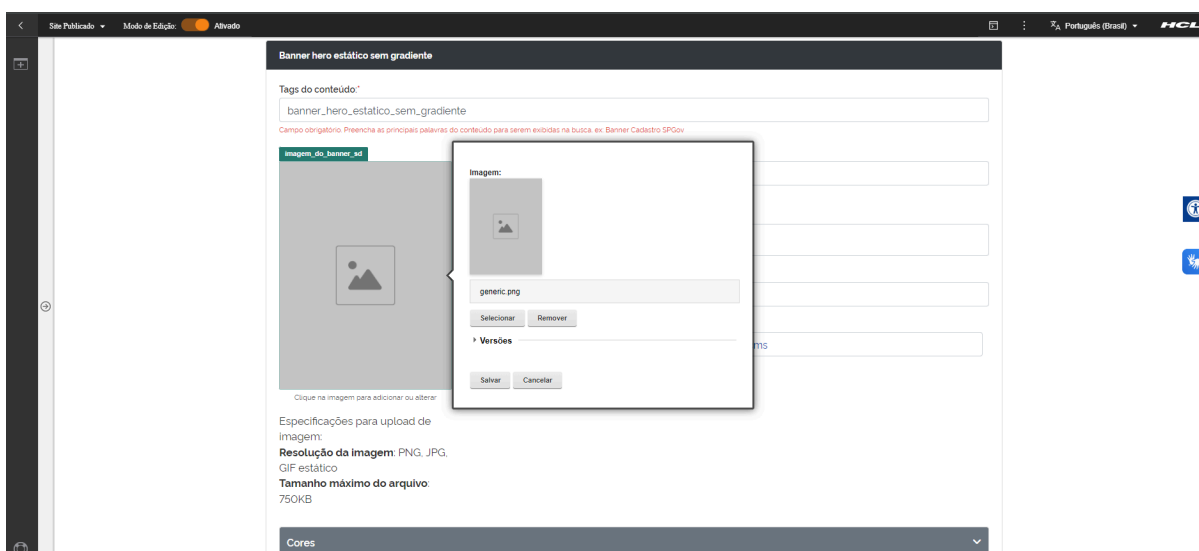 Site Publicado
Modo de Edição:
Ativado
Português (Brasil)
HCL
Banner hero estático sem gradiente
Tags do conteúdo:*
banner_hero_estatico_sem_gradiente
Campo obrigatório. Preencha as principais palavras do conteúdo para serem exibidas na busca. ex: Banner Cadastro SPGov
imagem_do_banner_sd
Imagem:
generic.png
Selecionar
Remover
Versões
Salvar
Cancelar
ms
Clique na imagem para adicionar ou alterar
Especificações para upload de
imagem:
Resolução da imagem: PNG, JPG,
GIF estático
Tamanho máximo do arquivo:
750KB
Cores